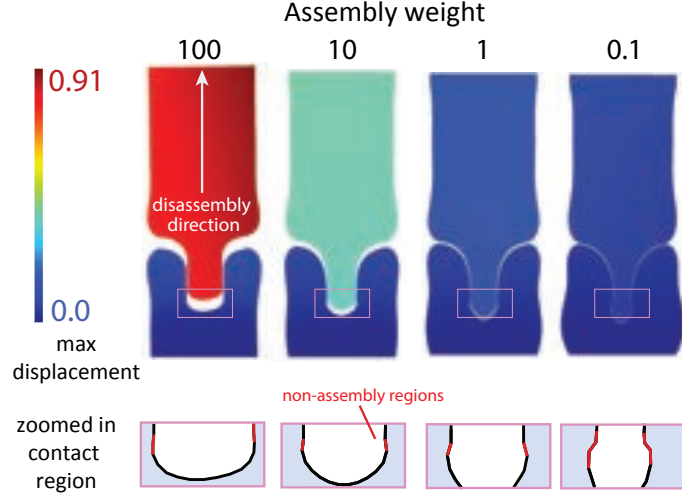 Assembly weight
100 10 1 0.1
0.91
disassembly
direction
0.0
max
displacement
non-assembly regions
zoomed in
contact
region